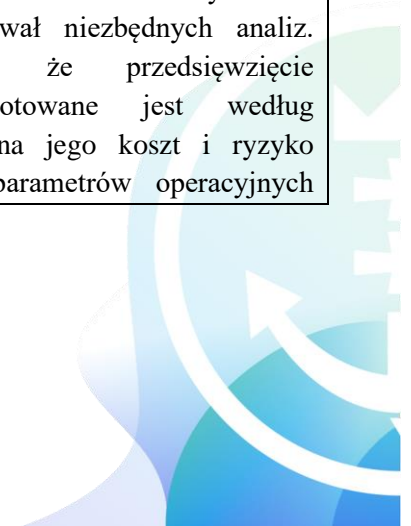 wał niezbędnych analiz.
że przedsięwzięcie
otowane jest według
na jego koszt i ryzyko
parametrów operacyjnych